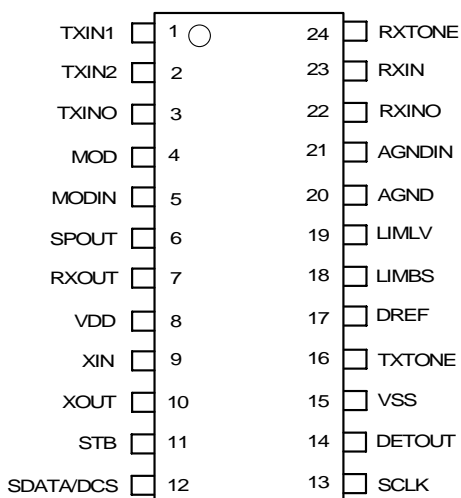 TXIN1 1 24 RXTONE
TXIN2 2 23 RXIN
TXINO 3 22 RXINO
MOD 4 21 AGNDIN
MODIN 5 20 AGND
SPOUT 6 19 LIMLV
RXOUT 7 18 LIMBS
VDD 8 17 DREF
XIN 9 16 TXTONE
XOUT 10 15 VSS
STB 11 14 DETOUT
SDATA/DCS 12 13 SCLK